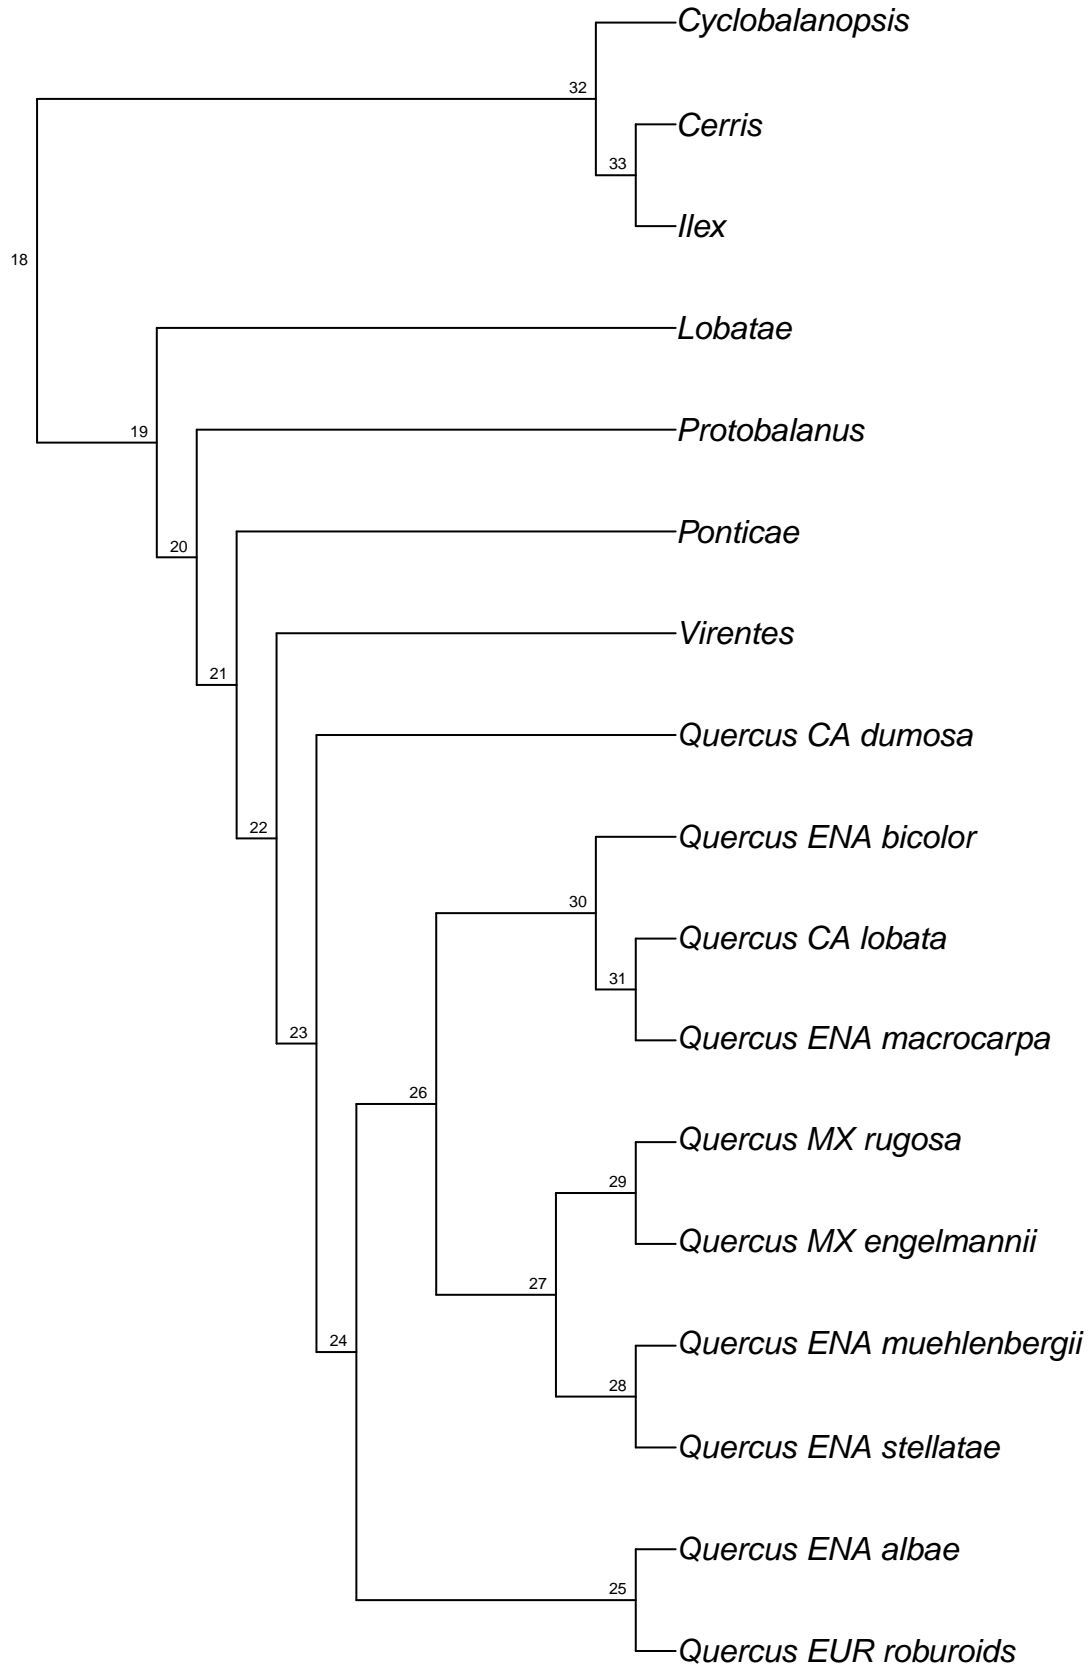 Cyclobalanopsis
32
Cerris
33
Ilex
18
Lobatae
19
Protobalanus
20
Ponticae
21
Virentes
22
Quercus CA dumosa
23
Quercus ENA bicolor
30
Quercus CA lobata
31
Quercus ENA macrocarpa
26
Quercus MX rugosa
29
Quercus MX engelmannii
27
24
Quercus ENA muehlenbergii
28
Quercus ENA stellatae
Quercus ENA albae
25
Quercus EUR roburoids